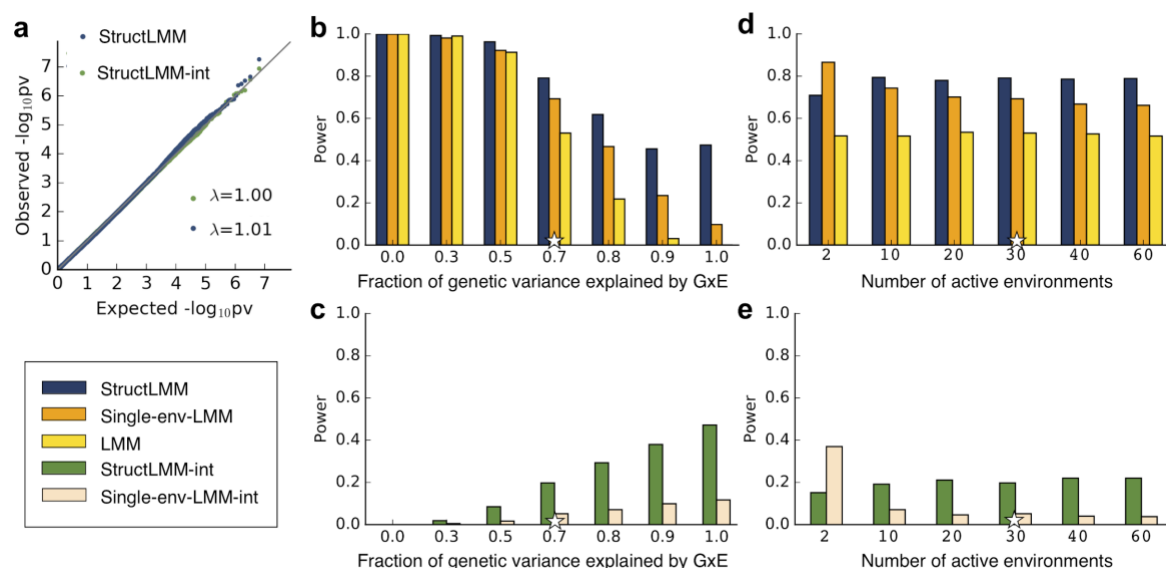 a
StructLMM
StructLMM-int
7
6
5
4
3
2
1
0
Observed -log₁₀pv
λ=1.00
λ=1.01
0 1 2 3 4 5 6 7
Expected -log₁₀pv
StructLMM
Single-env-LMM
LMM
StructLMM-int
Single-env-LMM-int
b
1.0
0.8
0.6
0.4
0.2
0.0
Power
0.0 0.3 0.5 0.7 0.8 0.9 1.0
Fraction of genetic variance explained by GxE
c
1.0
0.8
0.6
0.4
0.2
0.0
Power
0.0 0.3 0.5 0.7 0.8 0.9 1.0
Fraction of genetic variance explained by GxE
d
1.0
0.8
0.6
0.4
0.2
0.0
Power
2 10 20 30 40 60
Number of active environments
e
1.0
0.8
0.6
0.4
0.2
0.0
Power
2 10 20 30 40 60
Number of active environments